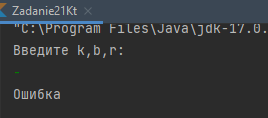 Zadanie21Kt ×
"C:\Program Files\Java\jdk-17.0.
Введите k,b,r:
-
Ошибка